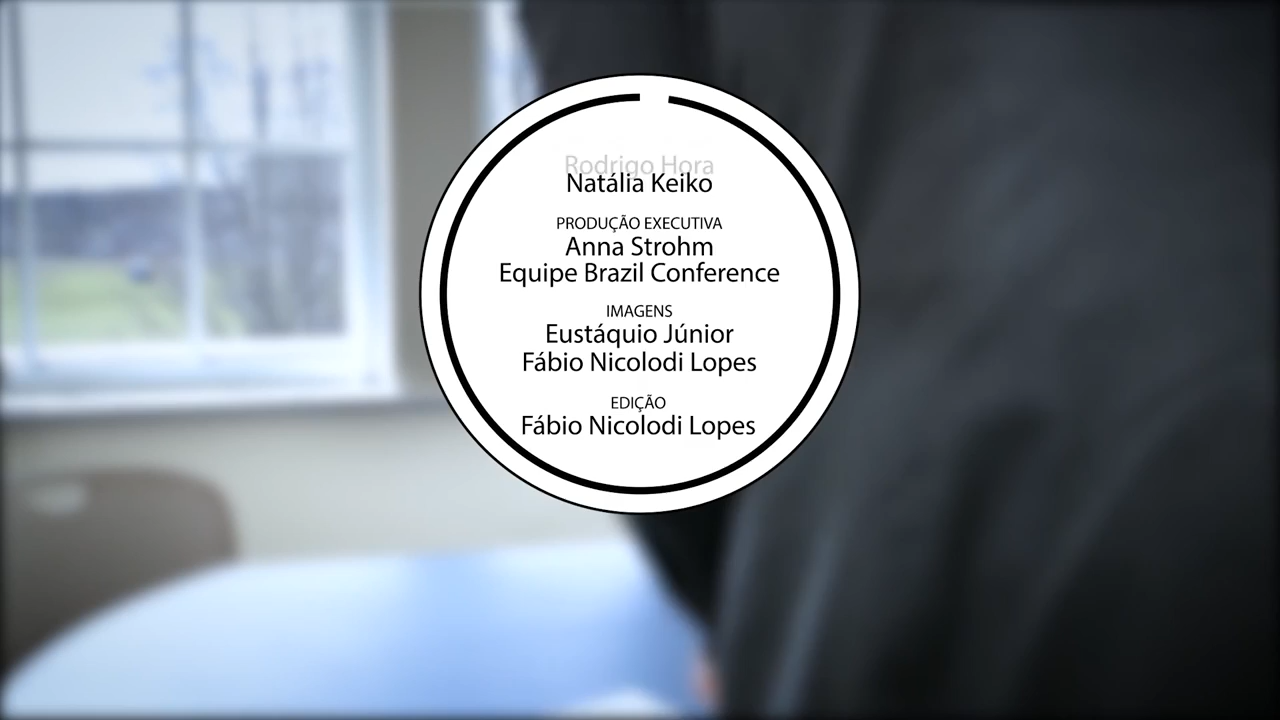 Rodrigo Hora
Natália Keiko
PRODUÇÃO EXECUTIVA
Anna Strohm
Equipe Brazil Conference
IMAGENS
Eustáquio Júnior
Fábio Nicolodi Lopes
EDIÇÃO
Fábio Nicolodi Lopes